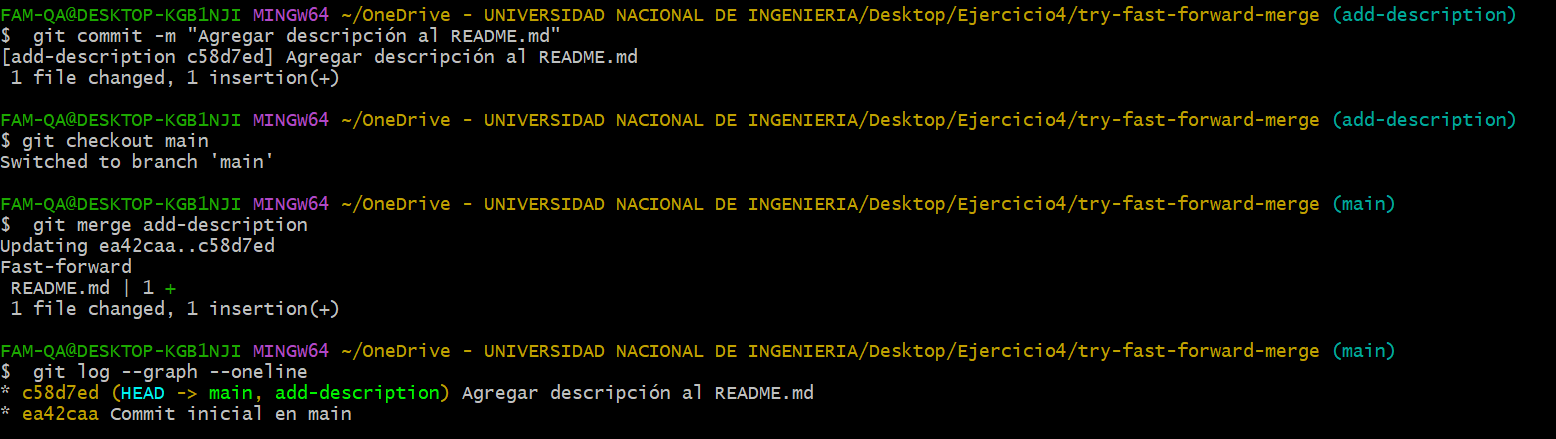 FAM-QA@DESKTOP-KGB1NJI MINGW64 ~/OneDrive - UNIVERSIDAD NACIONAL DE INGENIERIA/Desktop/Ejercicio4/try-fast-forward-merge (add-description)
$  git commit -m "Agregar descripción al README.md"
[add-description c58d7ed] Agregar descripción al README.md
 1 file changed, 1 insertion(+)

FAM-QA@DESKTOP-KGB1NJI MINGW64 ~/OneDrive - UNIVERSIDAD NACIONAL DE INGENIERIA/Desktop/Ejercicio4/try-fast-forward-merge (add-description)
$ git checkout main
Switched to branch 'main'

FAM-QA@DESKTOP-KGB1NJI MINGW64 ~/OneDrive - UNIVERSIDAD NACIONAL DE INGENIERIA/Desktop/Ejercicio4/try-fast-forward-merge (main)
$  git merge add-description
Updating ea42caa..c58d7ed
Fast-forward
 README.md | 1 +
 1 file changed, 1 insertion(+)

FAM-QA@DESKTOP-KGB1NJI MINGW64 ~/OneDrive - UNIVERSIDAD NACIONAL DE INGENIERIA/Desktop/Ejercicio4/try-fast-forward-merge (main)
$  git log --graph --oneline
* c58d7ed (HEAD -> main, add-description) Agregar descripción al README.md
* ea42caa Commit inicial en main